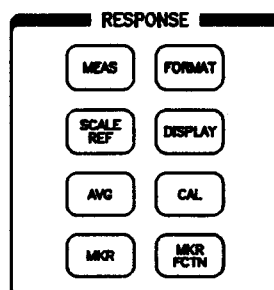 RESPONSE
MEAS FORMAT
SCALE REF DISPLAY
AVG CAL
MKR MKR FCTN